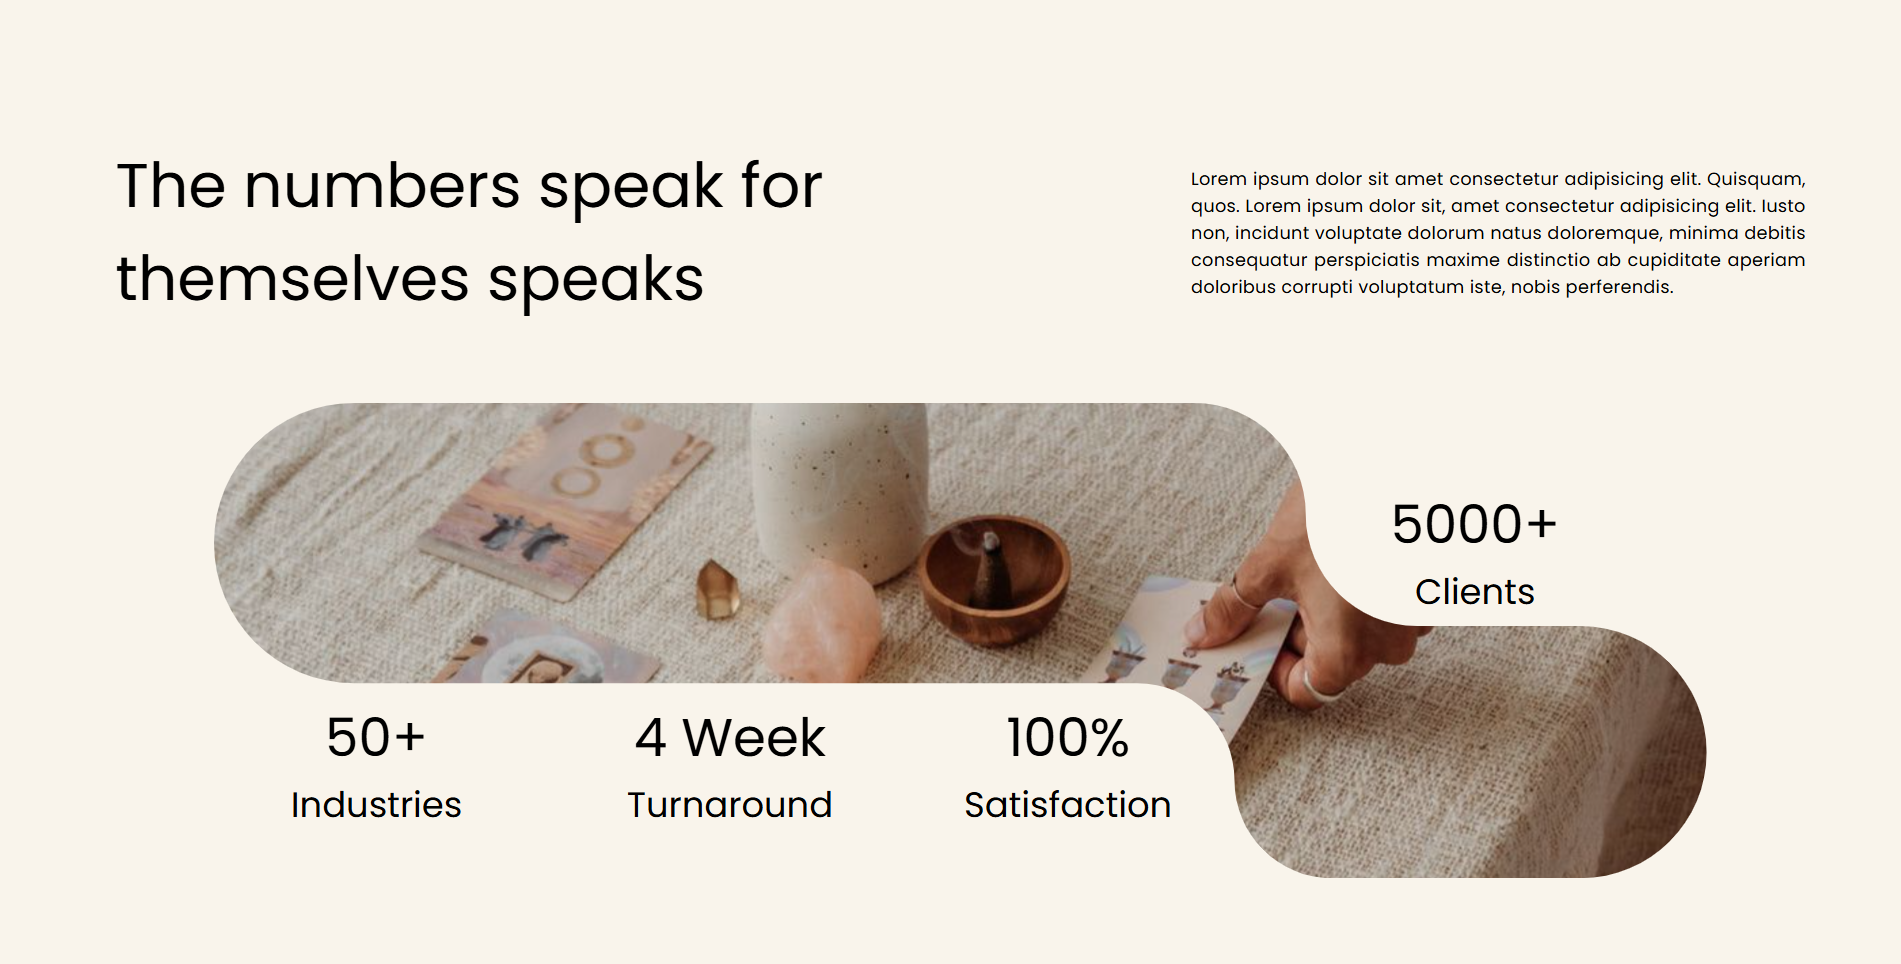 The numbers speak for
themselves speaks
Lorem ipsum dolor sit amet consectetur adipisicing elit. Quisquam,
quos. Lorem ipsum dolor sit, amet consectetur adipisicing elit. Iusto
non, incidunt voluptate dolorum natus doloremque, minima debitis
consequatur perspiciatis maxime distinctio ab cupiditate aperiam
doloribus corrupti voluptatum iste, nobis perferendis.
5000+
Clients
50+
Industries
4 Week
Turnaround
100%
Satisfaction